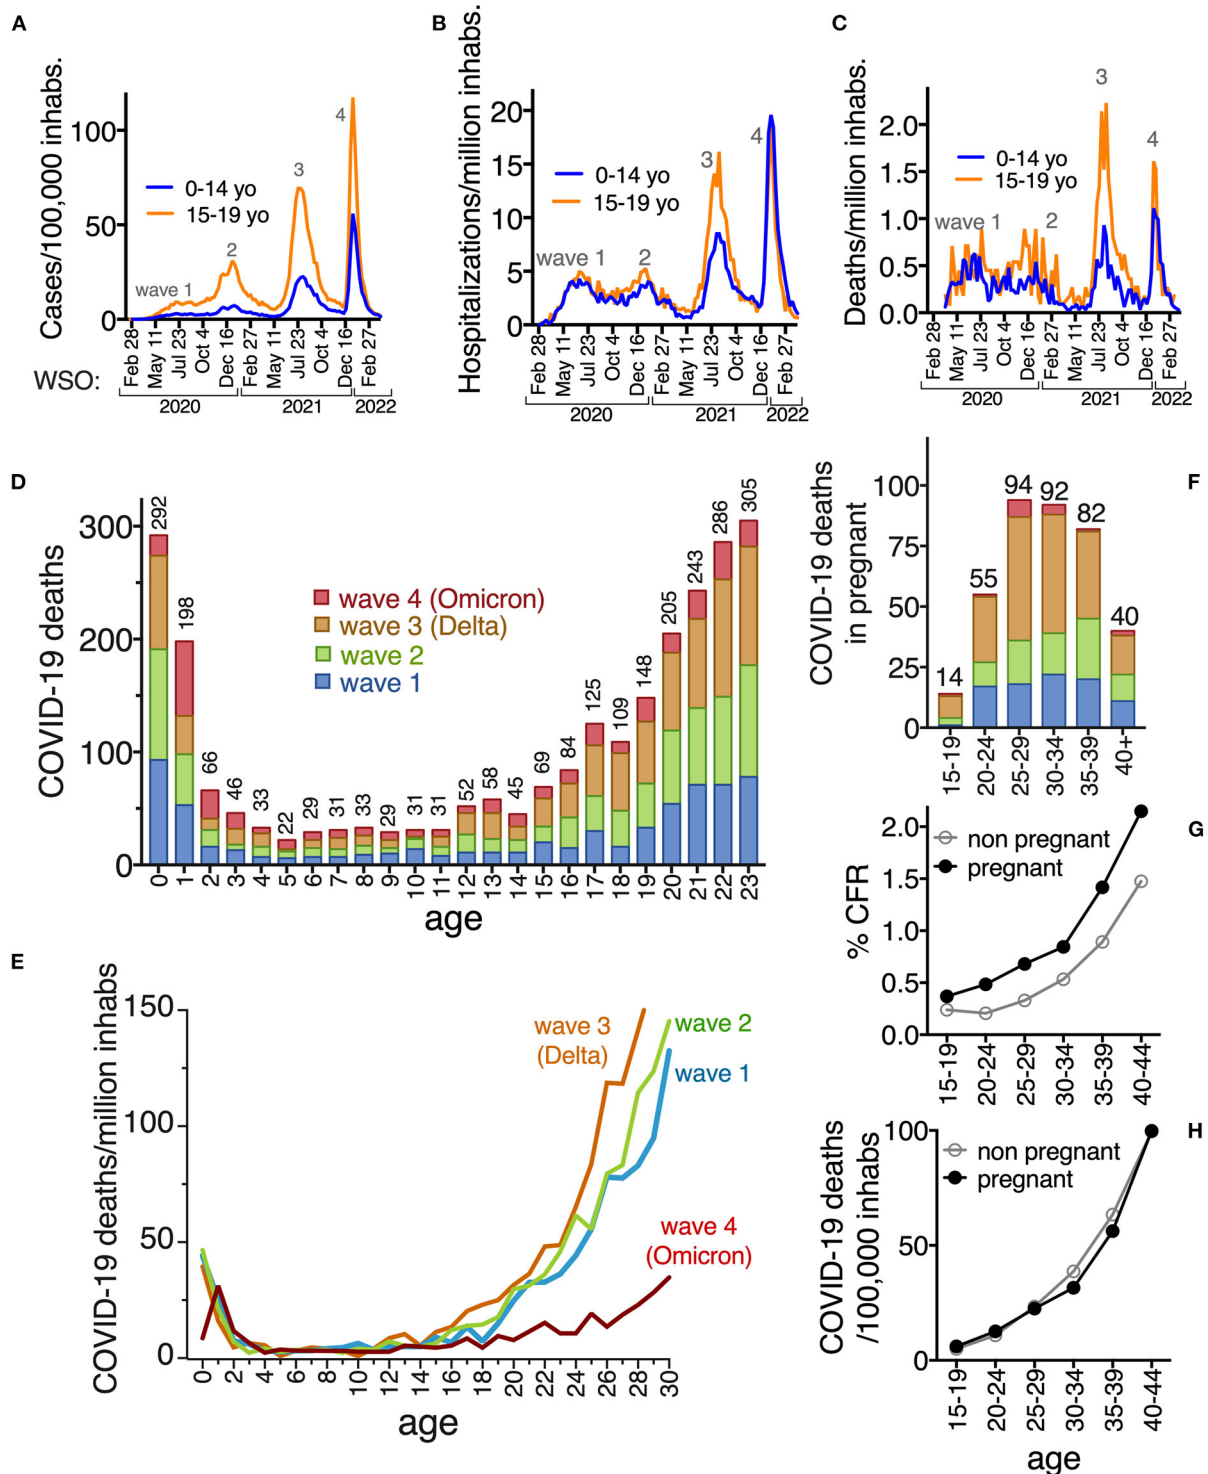 A
Cases/100,000 inhabs.
100
50
0
wave 1
2
3
4
0-14 yo
15-19 yo
Feb 28
May 11
Jul 23
Oct 4
Dec 16
Feb 27
May 11
Jul 23
Oct 4
Dec 16
Feb 27
WSO:
2020
2021
2022
B
Hospitalizations/million inhabs.
20
15
10
5
0
wave 1
2
3
4
0-14 yo
15-19 yo
Feb 28
May 11
Jul 23
Oct 4
Dec 16
Feb 27
May 11
Jul 23
Oct 4
Dec 16
Feb 27
2020
2021
2022
C
Deaths/million inhabs.
2.0
1.5
1.0
0.5
0.0
wave 1
2
3
4
0-14 yo
15-19 yo
Feb 28
May 11
Jul 23
Oct 4
Dec 16
Feb 27
May 11
Jul 23
Oct 4
Dec 16
Feb 27
2020
2021
2022
D
COVID-19 deaths
300
200
100
0
292
198
66
46
33
22
29
31
33
29
31
31
52
58
45
69
84
125
109
148
205
243
286
305
wave 4 (Omicron)
wave 3 (Delta)
wave 2
wave 1
0
1
2
3
4
5
6
7
8
9
10
11
12
13
14
15
16
17
18
19
20
21
22
23
age
F
COVID-19 deaths
in pregnant
100
75
50
25
0
14
55
94
92
82
40
15-19
20-24
25-29
30-34
35-39
40+
G
% CFR
2.0
1.5
1.0
0.5
0.0
non pregnant
pregnant
15-19
20-24
25-29
30-34
35-39
40-44
E
COVID-19 deaths/million inhabs
150
100
50
0
wave 3
(Delta)
wave 2
wave 1
wave 4
(Omicron)
0
2
4
6
8
10
12
14
16
18
20
22
24
26
28
30
age
H
COVID-19 deaths
/100,000 inhabs
100
50
0
non pregnant
pregnant
15-19
20-24
25-29
30-34
35-39
40-44
age